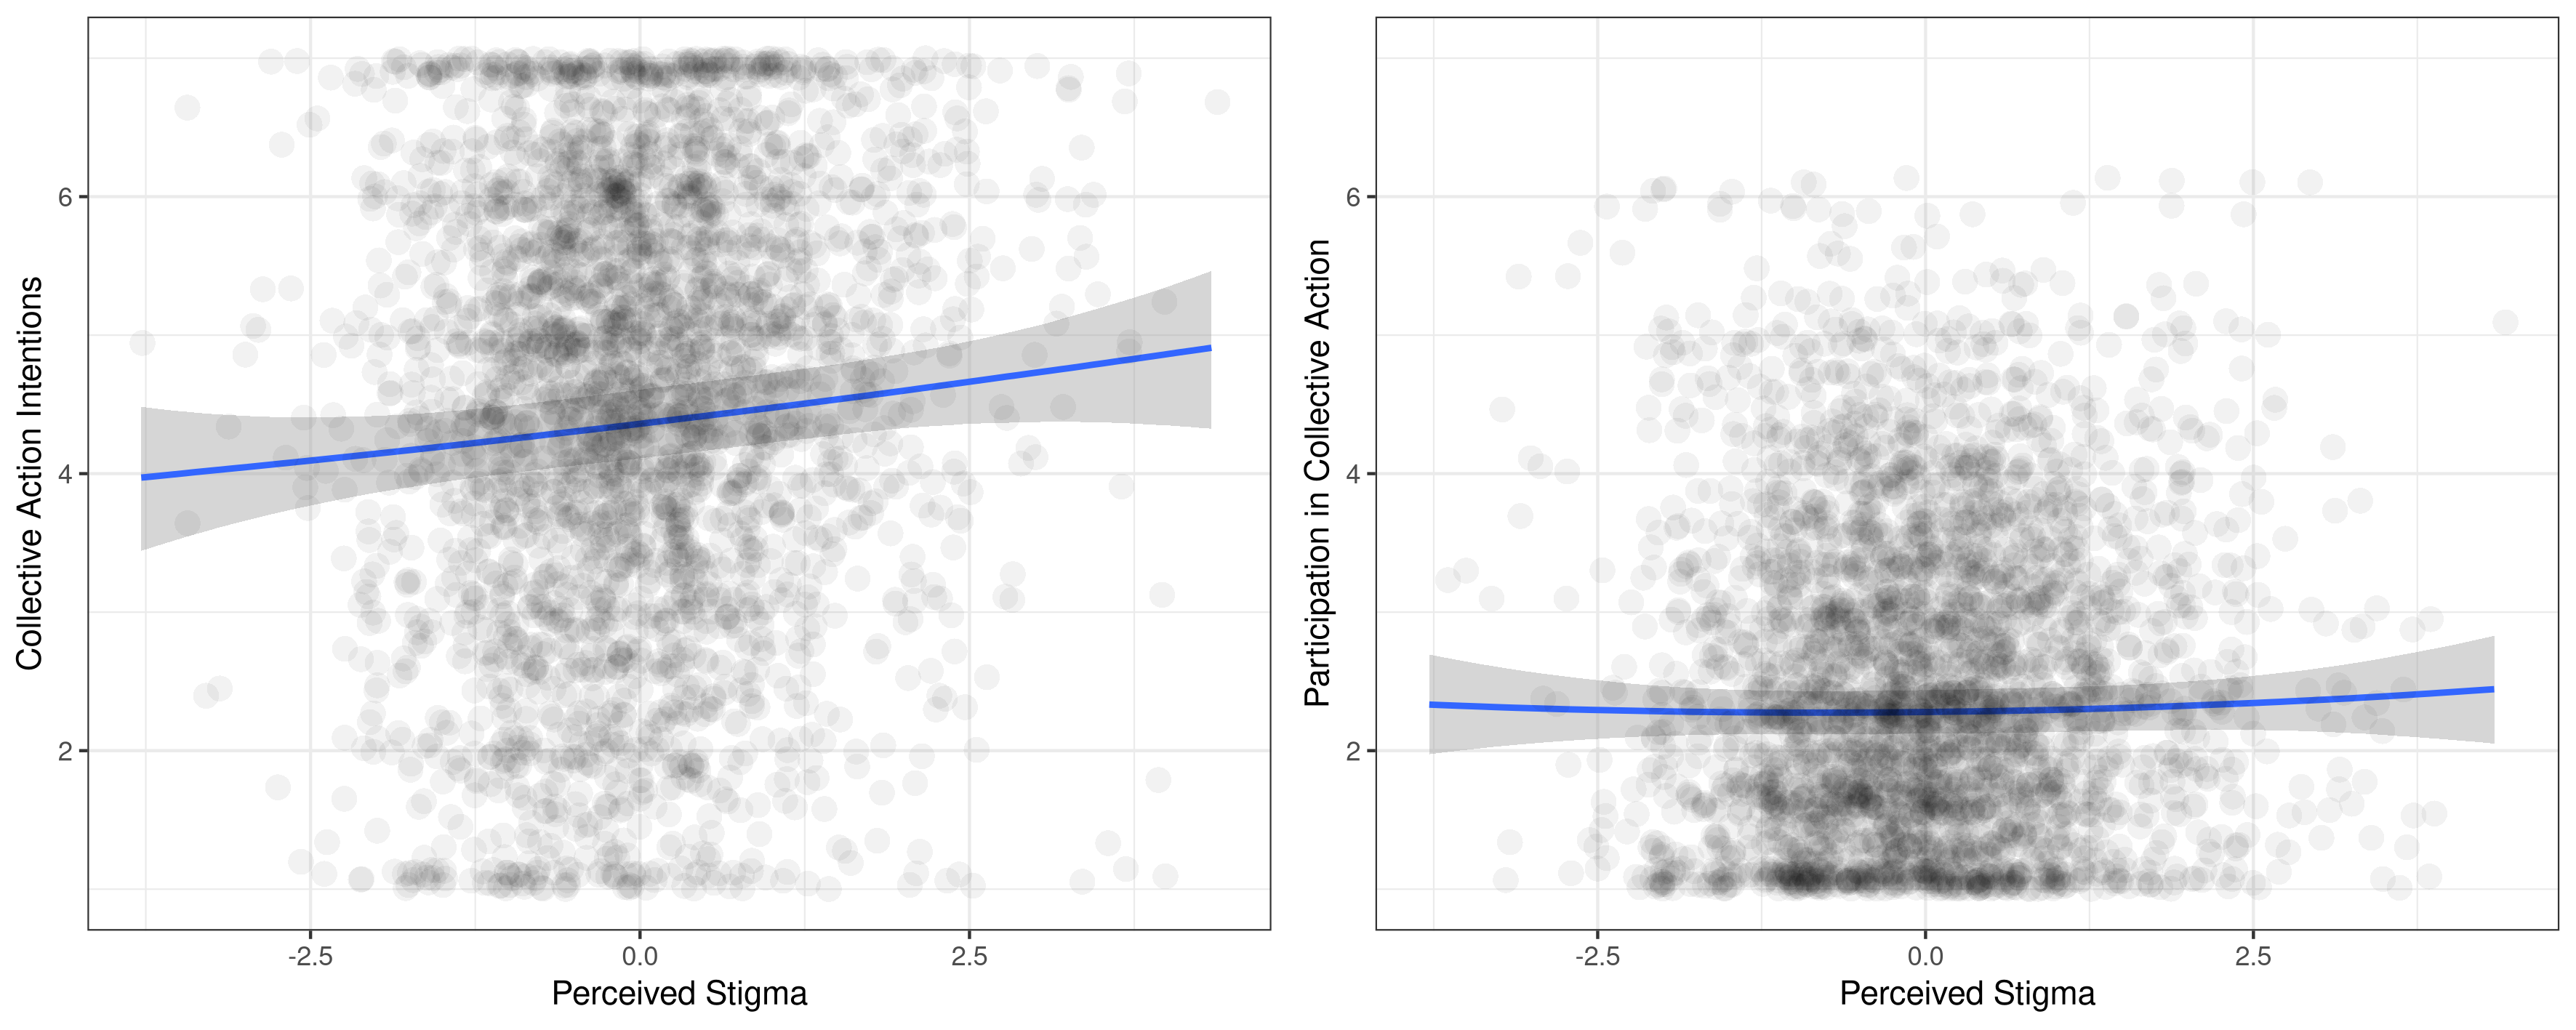 Collective Action Intentions
6
4
2
-2.5 0.0 2.5
Perceived Stigma
Participation in Collective Action
6
4
2
-2.5 0.0 2.5
Perceived Stigma